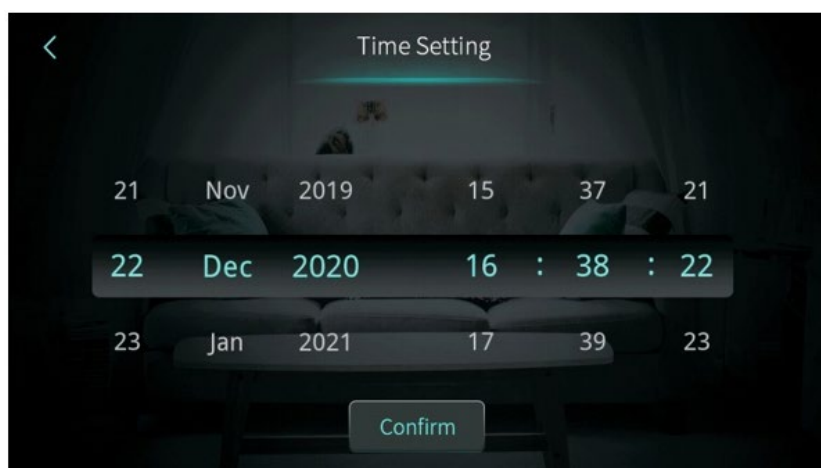 Time Setting
21 Nov 2019 15 37 21
22 Dec 2020 16 : 38 : 22
23 Jan 2021 17 39 23
Confirm